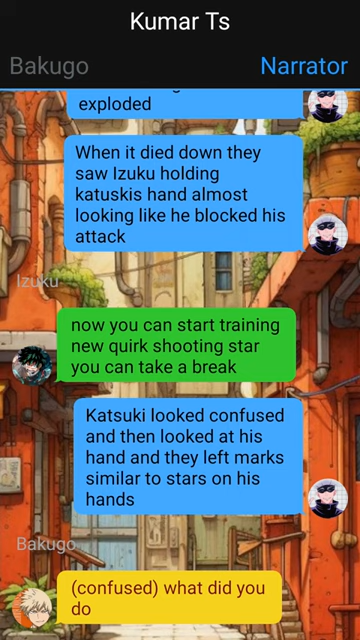 Kumar Ts
Bakugo
Narrator
exploded
When it died down they
saw Izuku holding
katuskis hand almost
looking like he blocked his
attack
Izuku
now you can start training
new quirk shooting star
you can take a break
Katsuki looked confused
and then looked at his
hand and they left marks
similar to stars on his
hands
Bakugo
(confused) what did you
do